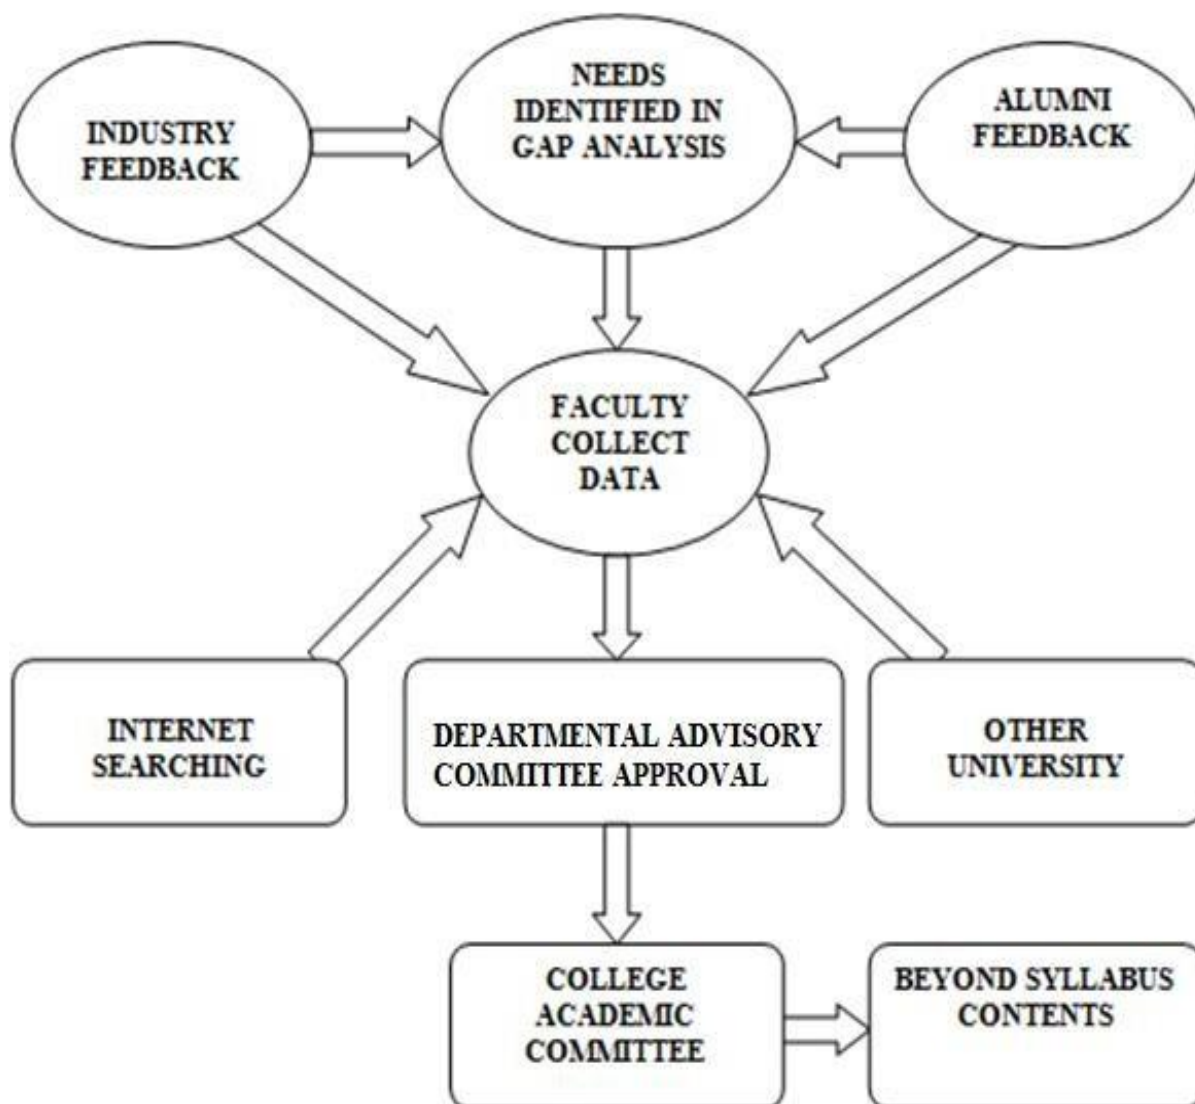 INDUSTRY
FEEDBACK
NEEDS
IDENTIFIED IN
GAP ANALYSIS
ALUMNI
FEEDBACK
FACULTY
COLLECT
DATA
INTERNET
SEARCHING
DEPARTMENTAL ADVISORY
COMMITTEE APPROVAL
OTHER
UNIVERSITY
COLLEGE
ACADEMIC
COMMITTEE
BEYOND SYLLABUS
CONTENTS